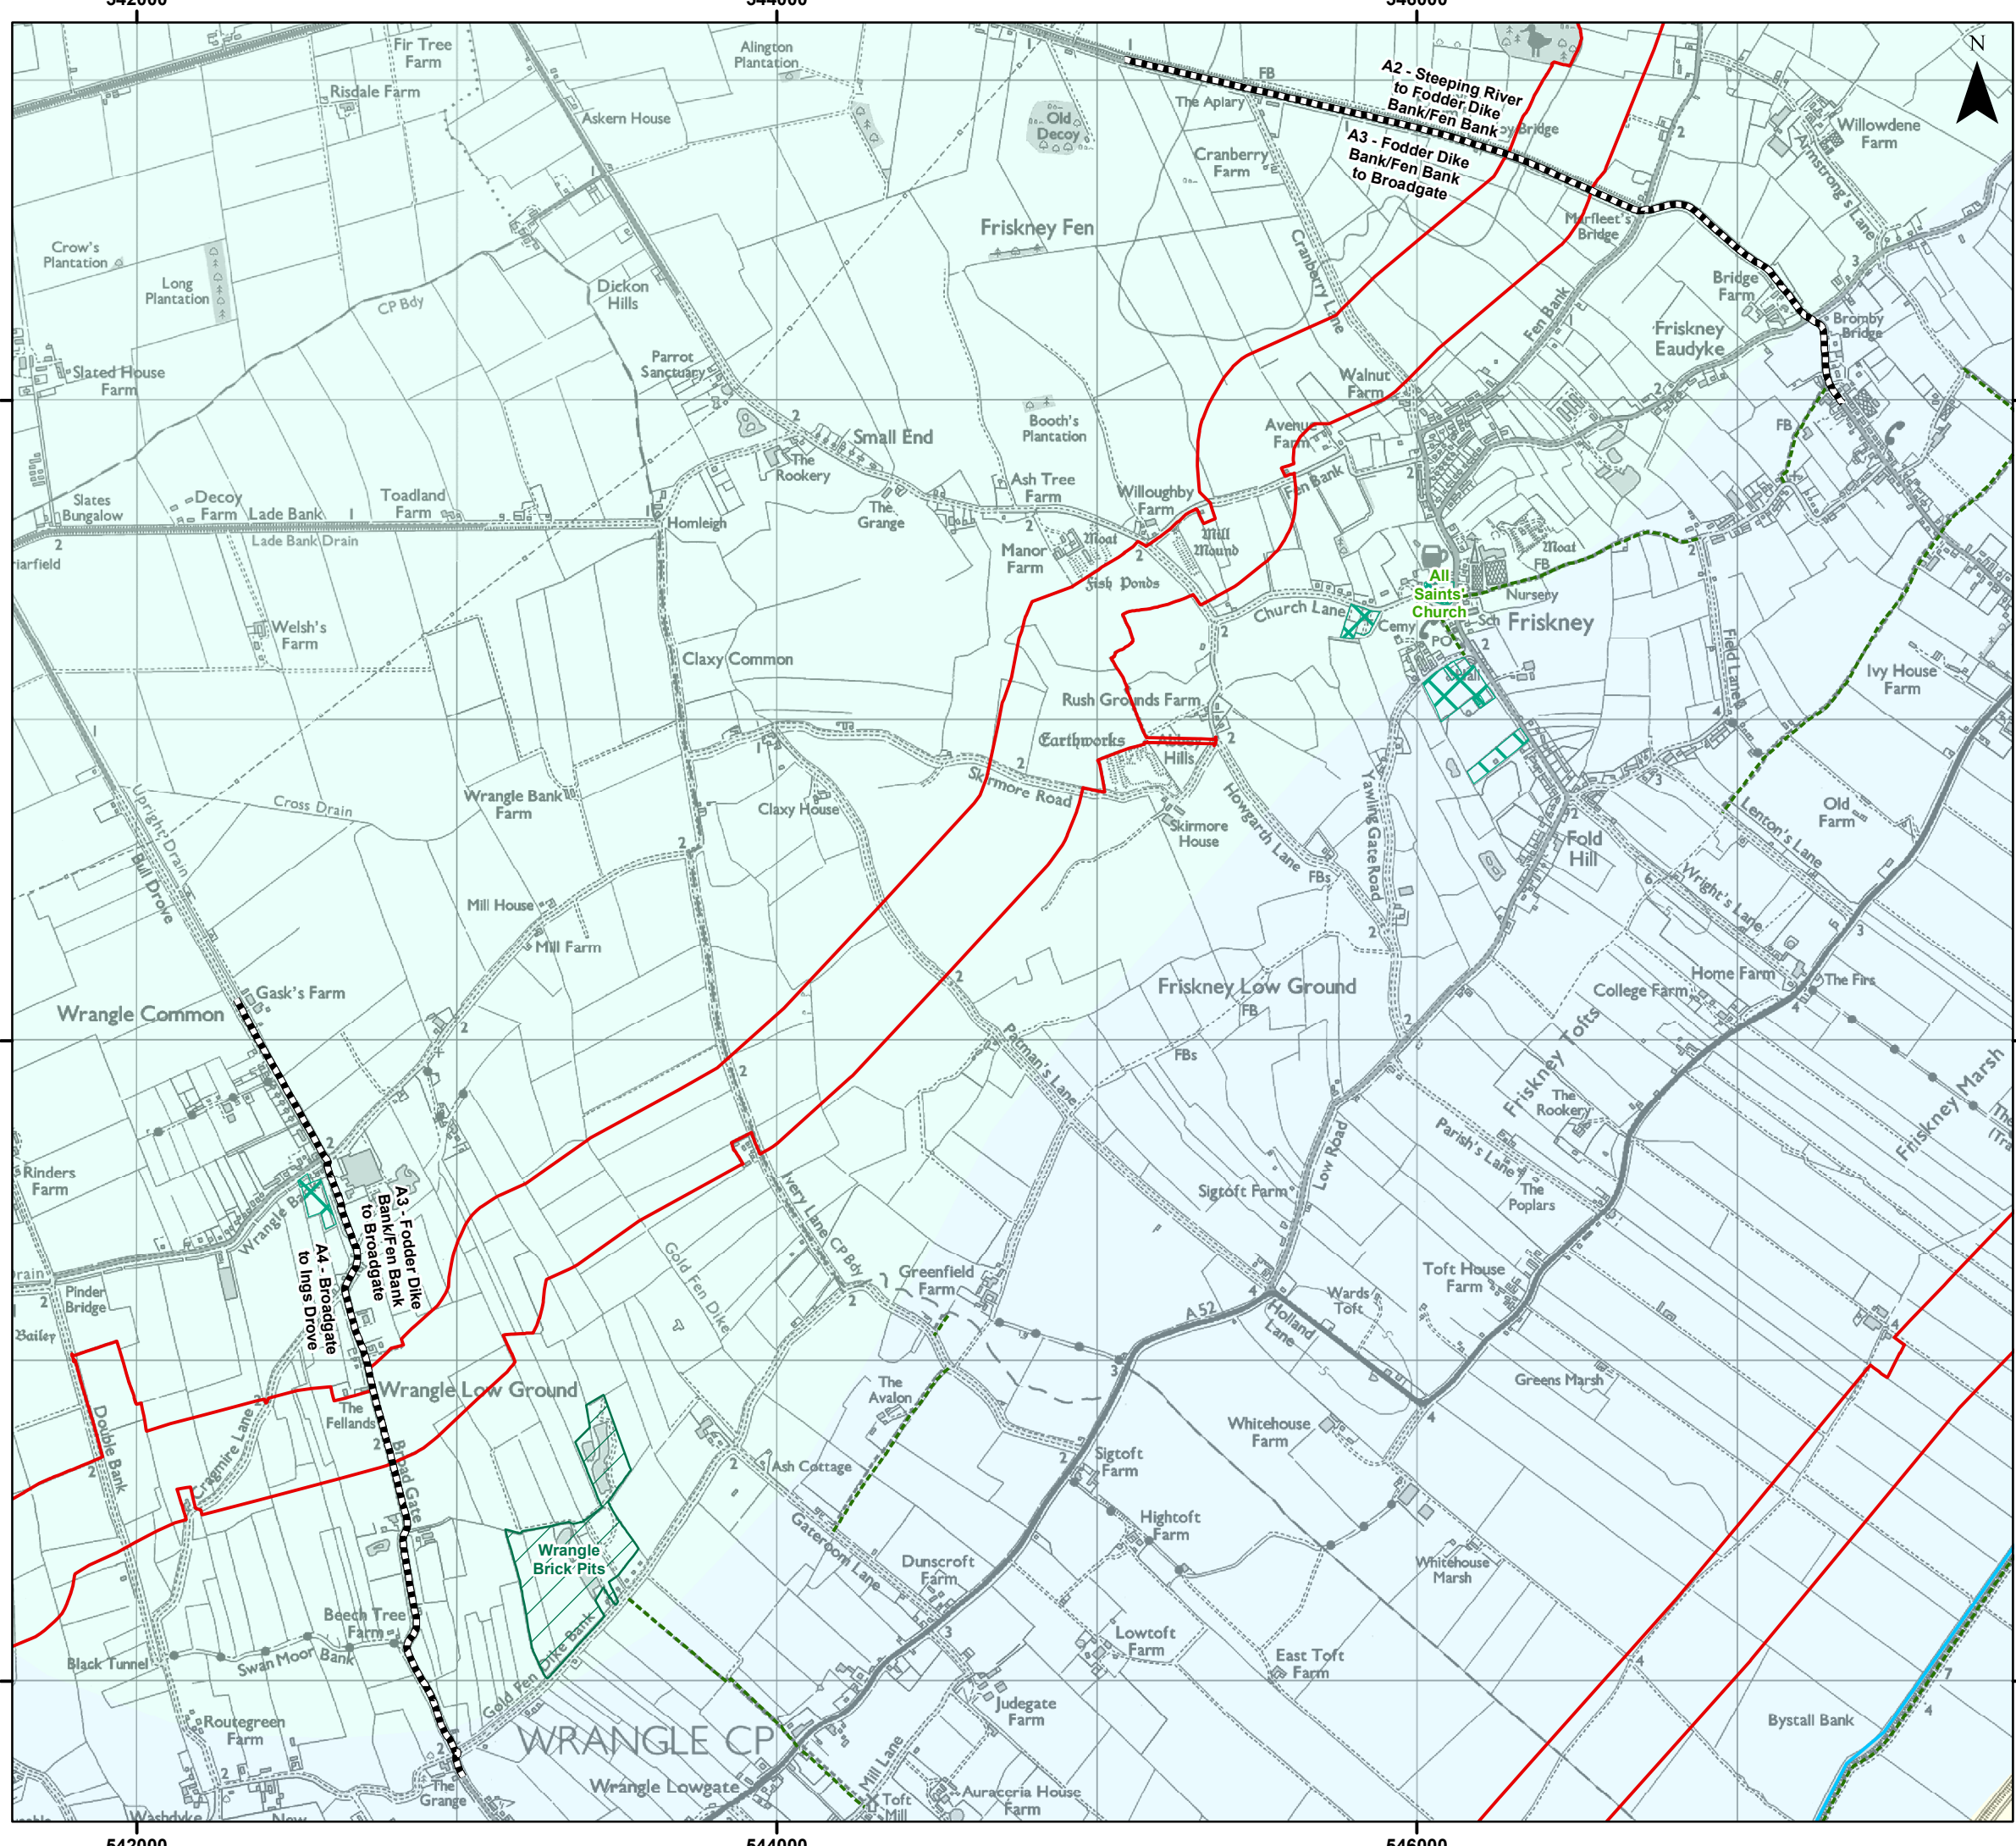 542000
544000
546000
N
Fir Tree
Farm
Alington
Plantation
Risdale Farm
Askern House
Old
Decoy
The Apiary
FB
A2 - Steeping River
to Fodder Dike
Bank/Fen Bank
A3 - Fodder Dike
Bank/Fen Bank
to Broadgate
Willowdene
Farm
Armstrong's Lane
Cranberry
Farm
Friskney Fen
Cranberry Lane
Marfleet's
Bridge
Crow's
Plantation
Long
Plantation
CP Bdy
Dickon
Hills
Bridge
Farm
Bromby
Bridge
Fen Bank
Friskney
Eaudyke
Slated House
Farm
Parrot
Sanctuary
Walnut
Farm
Booth's
Plantation
Small End
Avenue
Farm
FB
The
Rookery
Ash Tree
Farm
Willoughby
Farm
Fen Bank
Slates
Bungalow
Decoy
Farm
Lade Bank
Toadland
Farm
Lade Bank Drain
Homleigh
The
Grange
Manor
Farm
Moat
Mill
Mound
Fish Ponds
Moat
FB
Nursery
All
Saints'
Church
Church Lane
Cemy
PO
Sch
Friskney
Hall
Field Lane
Ivy House
Farm
Welsh's
Farm
Claxy Common
Rush Grounds Farm
Earthworks
Abbey
Hills
Skirmore Road
Skirmore
House
Howgarth Lane
FBs
Yawling Gate Road
Upright Drain
Bull Drove
Cross Drain
Wrangle Bank
Farm
Claxy House
Fold
Hill
Old
Farm
Lenton's Lane
Wright's Lane
Mill House
Mill Farm
Gask's Farm
Wrangle Common
Friskney Low Ground
FB
FBs
Home Farm
The Firs
College Farm
Friskney Tofts
Friskney Marsh
Patman's Lane
The
Rookery
Parish's Lane
The
Poplars
Low Road
Sigtoft Farm
Rinders
Farm
A3 - Fodder Dike
Bank/Fen Bank
to Broadgate
A4 - Broadgate
to Ings Drove
Ivery Lane
CP Bdy
Gold Fen Dike
Pinder
Bridge
Greenfield
Farm
Toft House
Farm
Wards
Toft
A 52
Holland
Lane
Wrangle Low Ground
The
Fellands
Double Bank
Cragmire Lane
Broad Gate
The
Avalon
Greens Marsh
Whitehouse
Farm
Ash Cottage
Sigtoft
Farm
Gateroom Lane
Hightoft
Farm
Whitehouse
Marsh
Wrangle
Brick Pits
Dunscroft
Farm
Beech Tree
Farm
Black Tunnel
Swan Moor Bank
Gold Fen Dike Bank
Lowtoft
Farm
East Toft
Farm
Judegate
Farm
Bystall Bank
Routegreen
Farm
WRANGLE CP
Wrangle Lowgate
Mill Lane
Toft
Mill
Auraceria House
Farm
The
Grange
542000
544000
546000